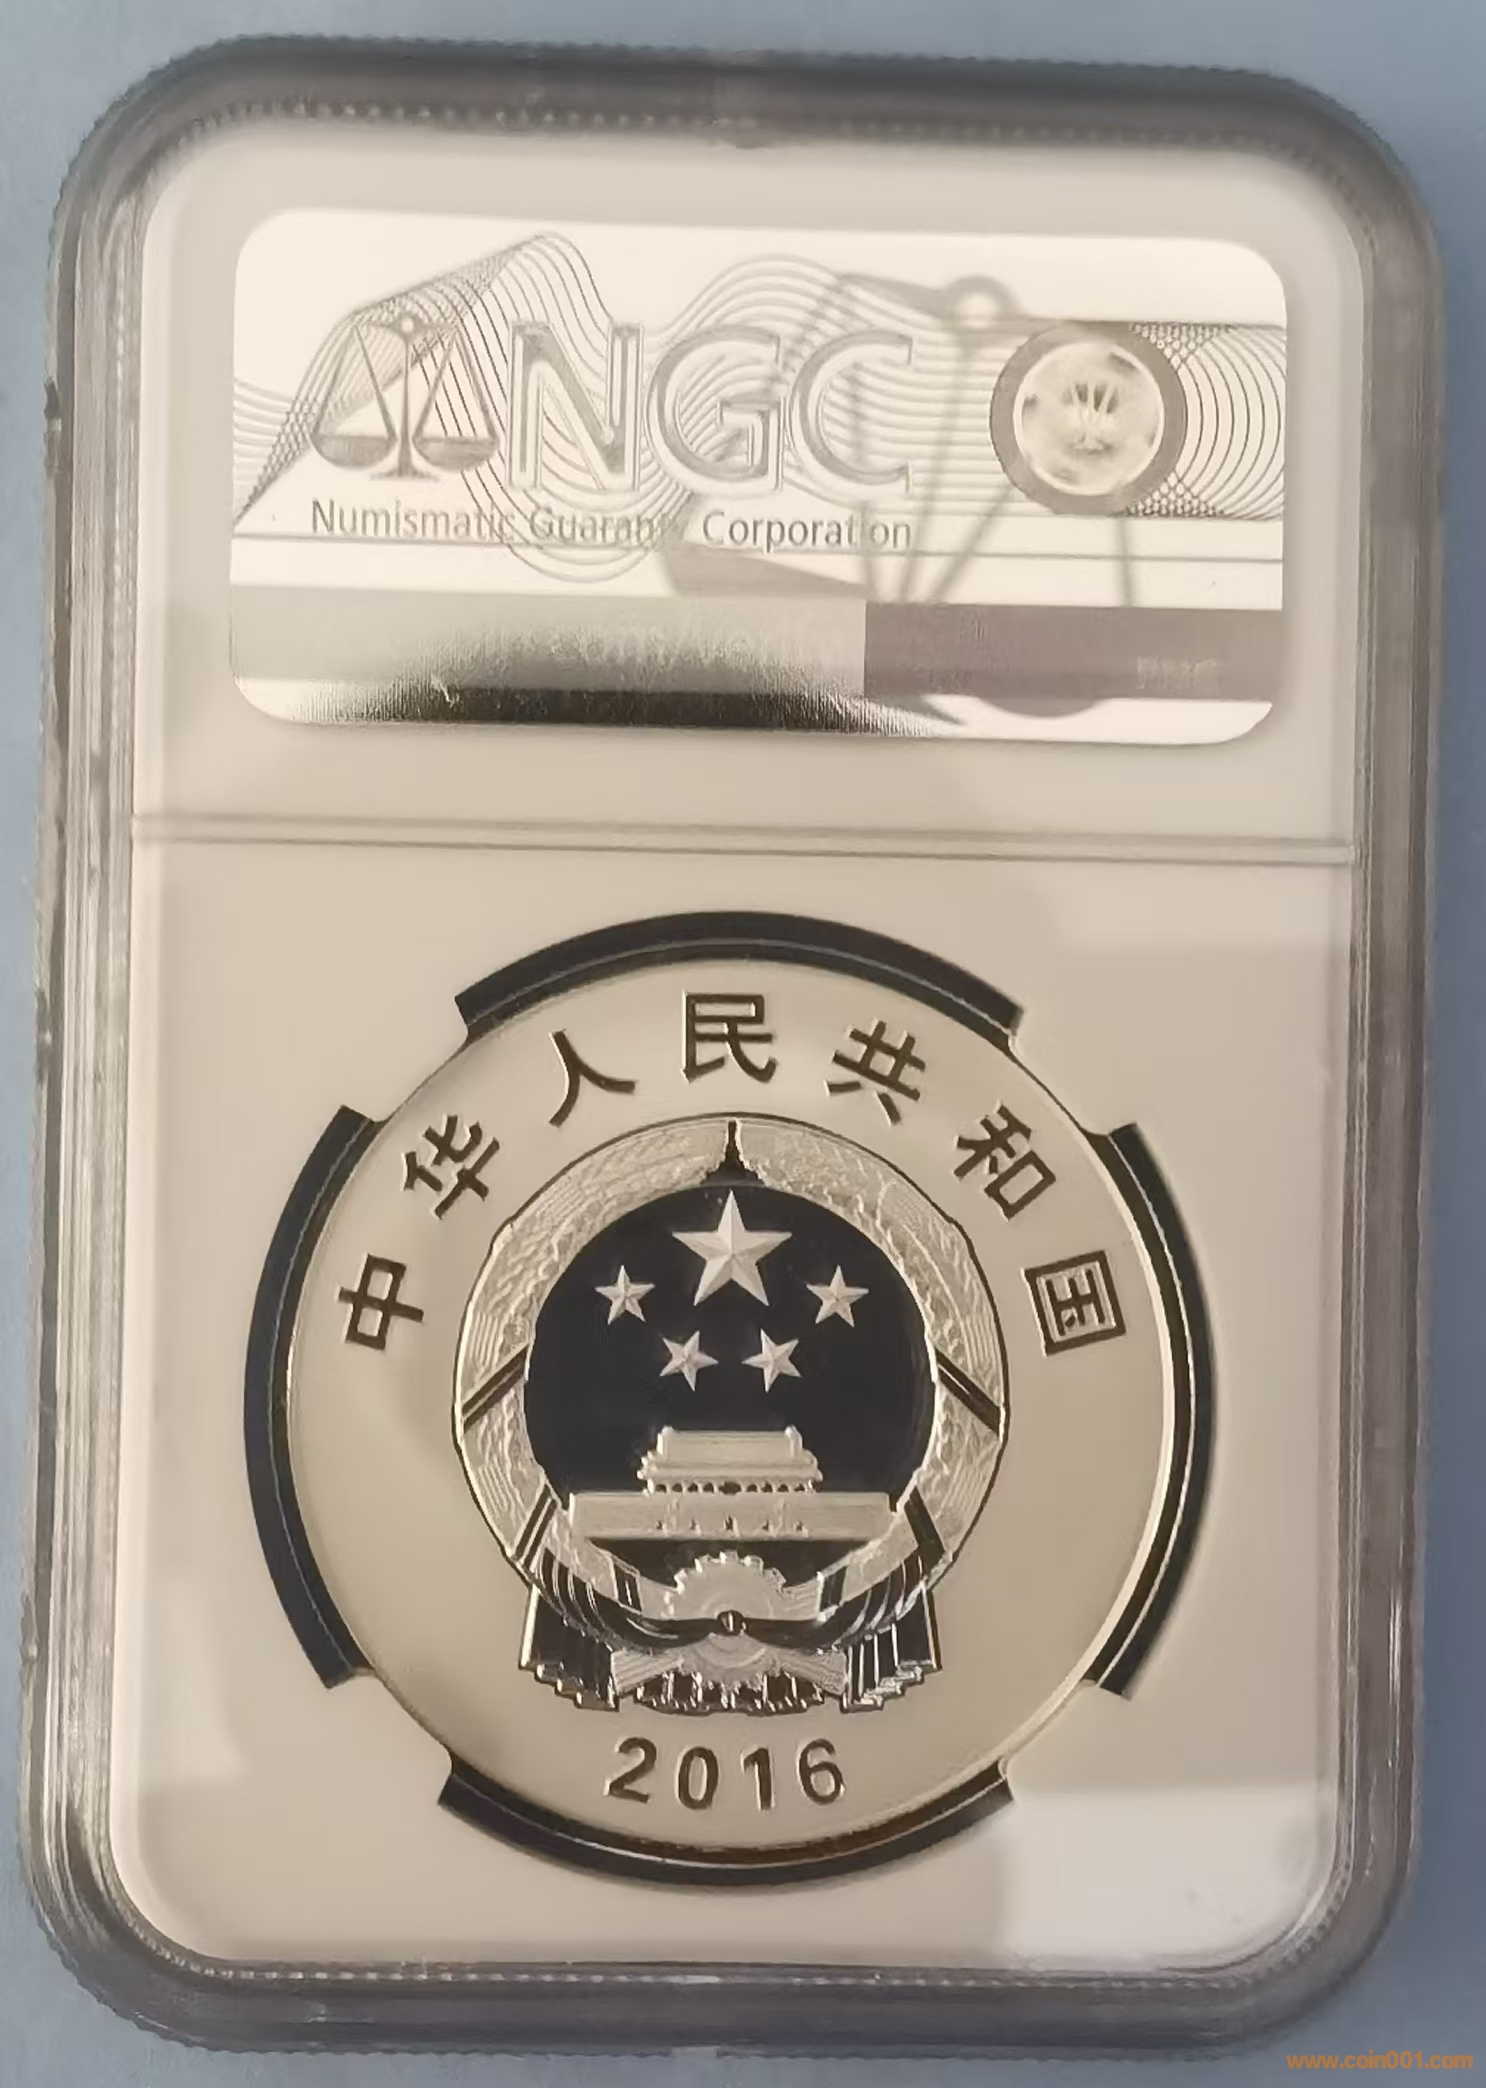 NGC
Numismatic Guaranty Corporation
中华人民共和国
2016
www.coin001.com